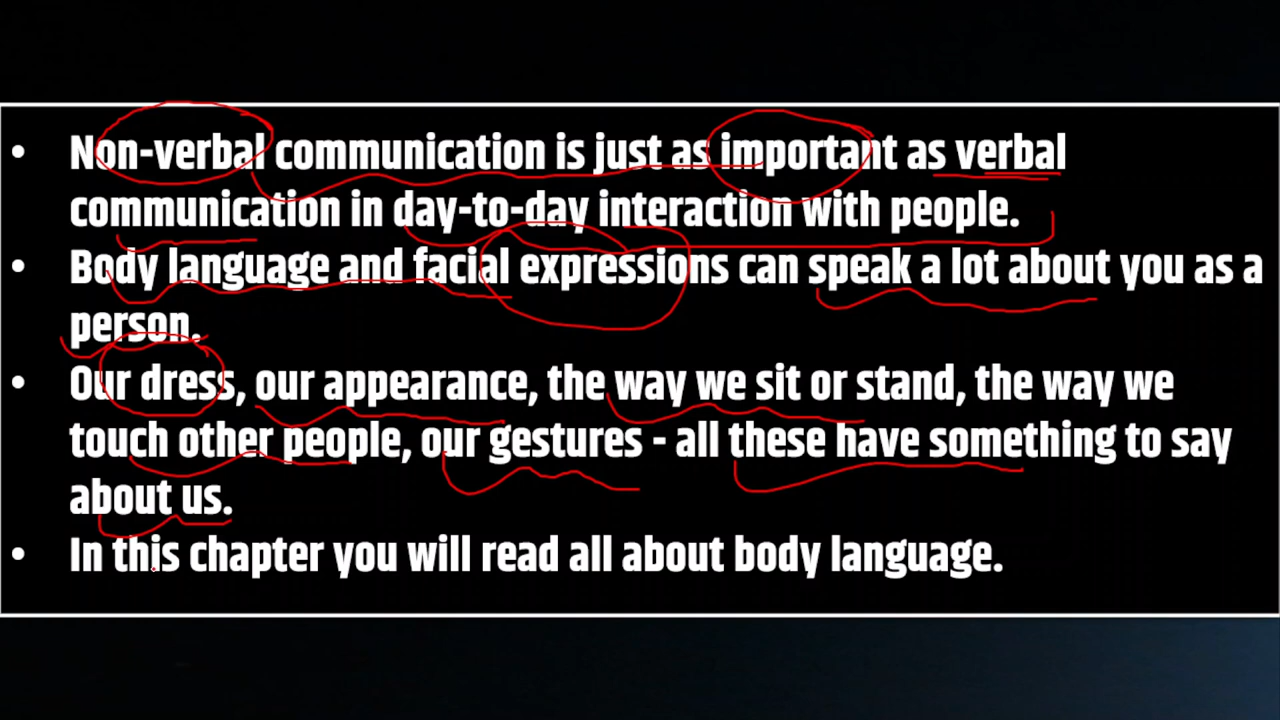 • Non-verbal communication is just as important as verbal
communication in day-to-day interaction with people.
• Body language and facial expressions can speak a lot about you as a
person.
• Our dress, our appearance, the way we sit or stand, the way we
touch other people, our gestures - all these have something to say
about us.
• In this chapter you will read all about body language.